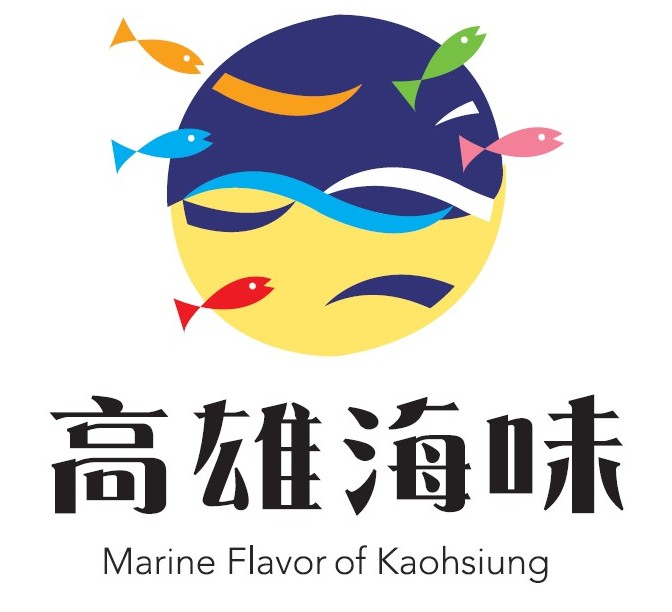 高雄海味
Marine Flavor of Kaohsiung